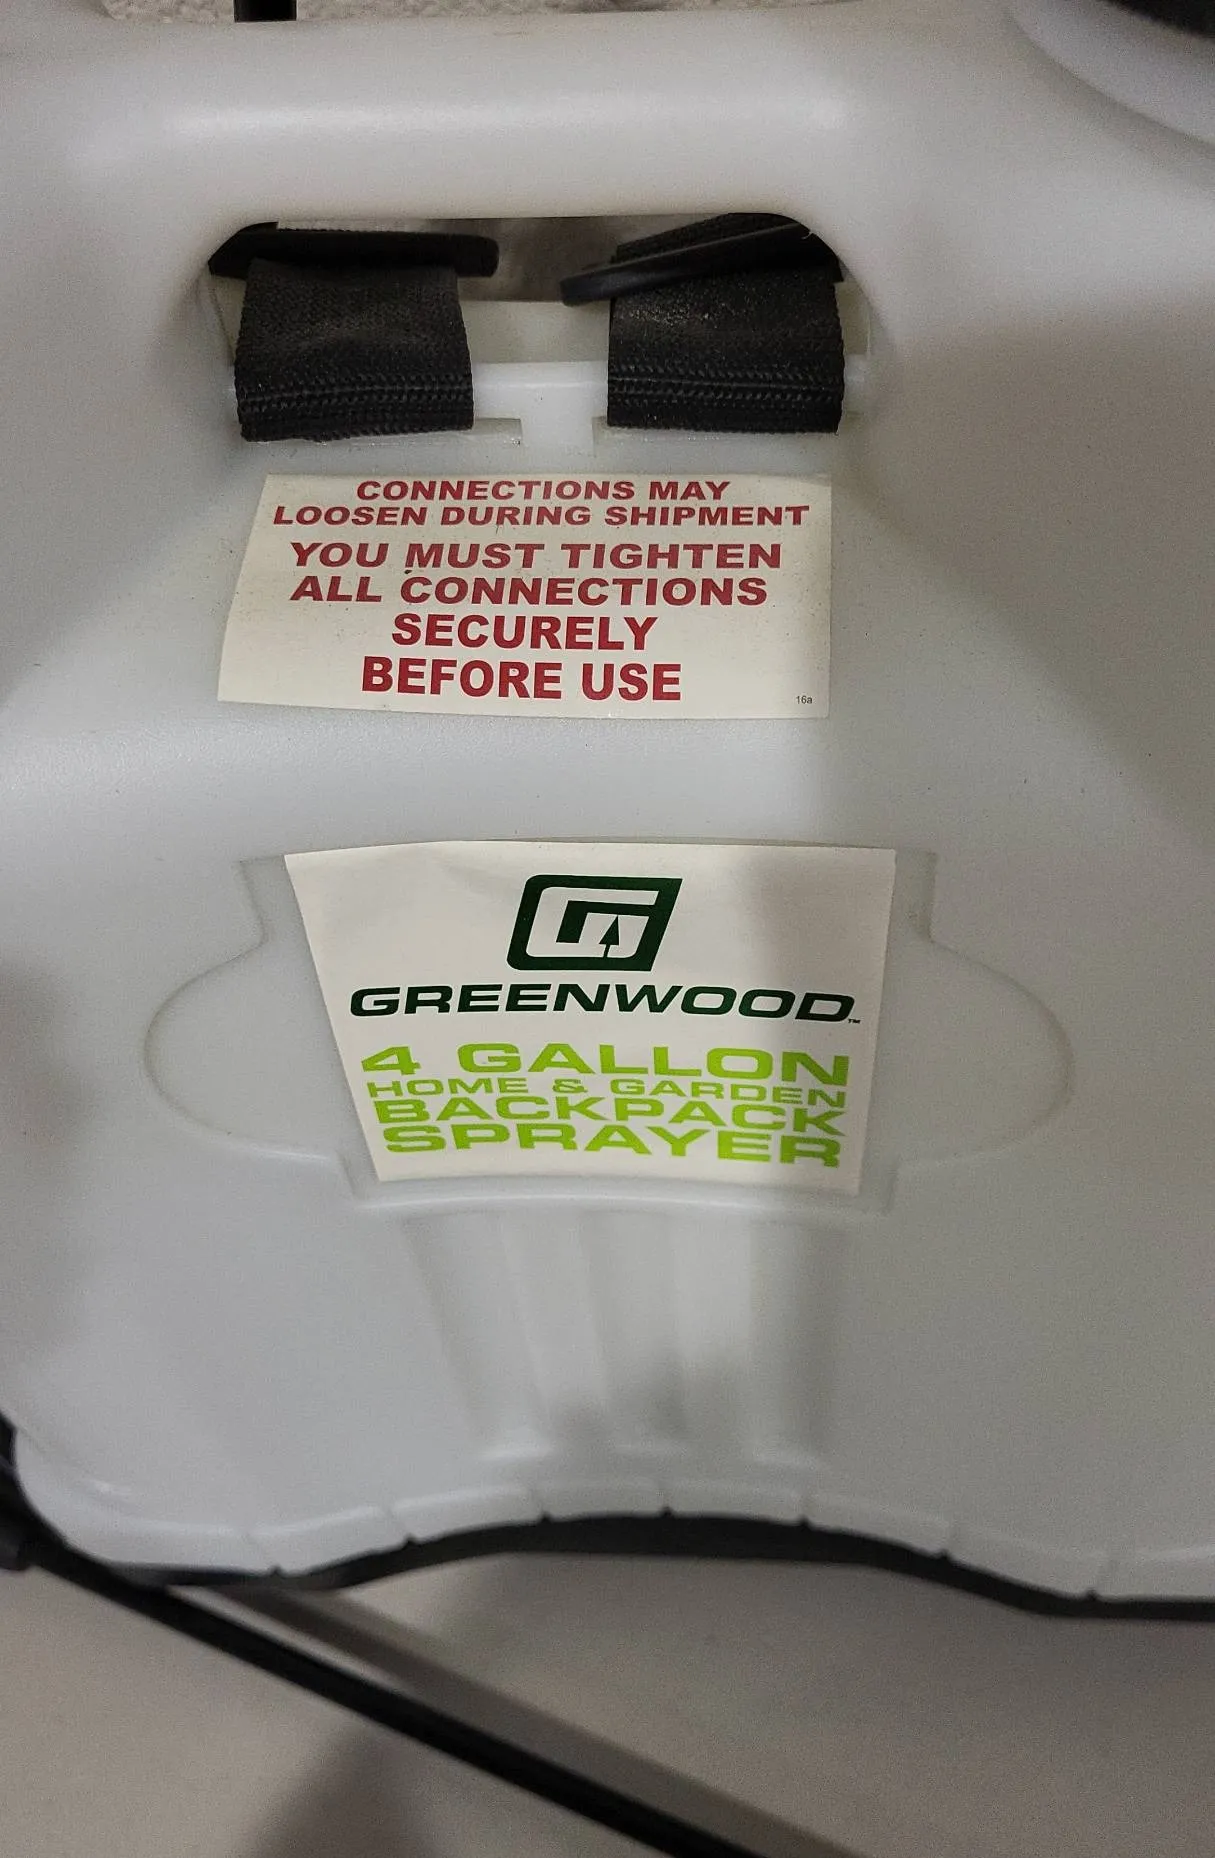 CONNECTIONS MAY
LOOSEN DURING SHIPMENT
YOU MUST TIGHTEN
ALL CONNECTIONS
SECURELY
BEFORE USE
16a
G
GREENWOOD™
4 GALLON
HOME & GARDEN
BACKPACK
SPRAYER